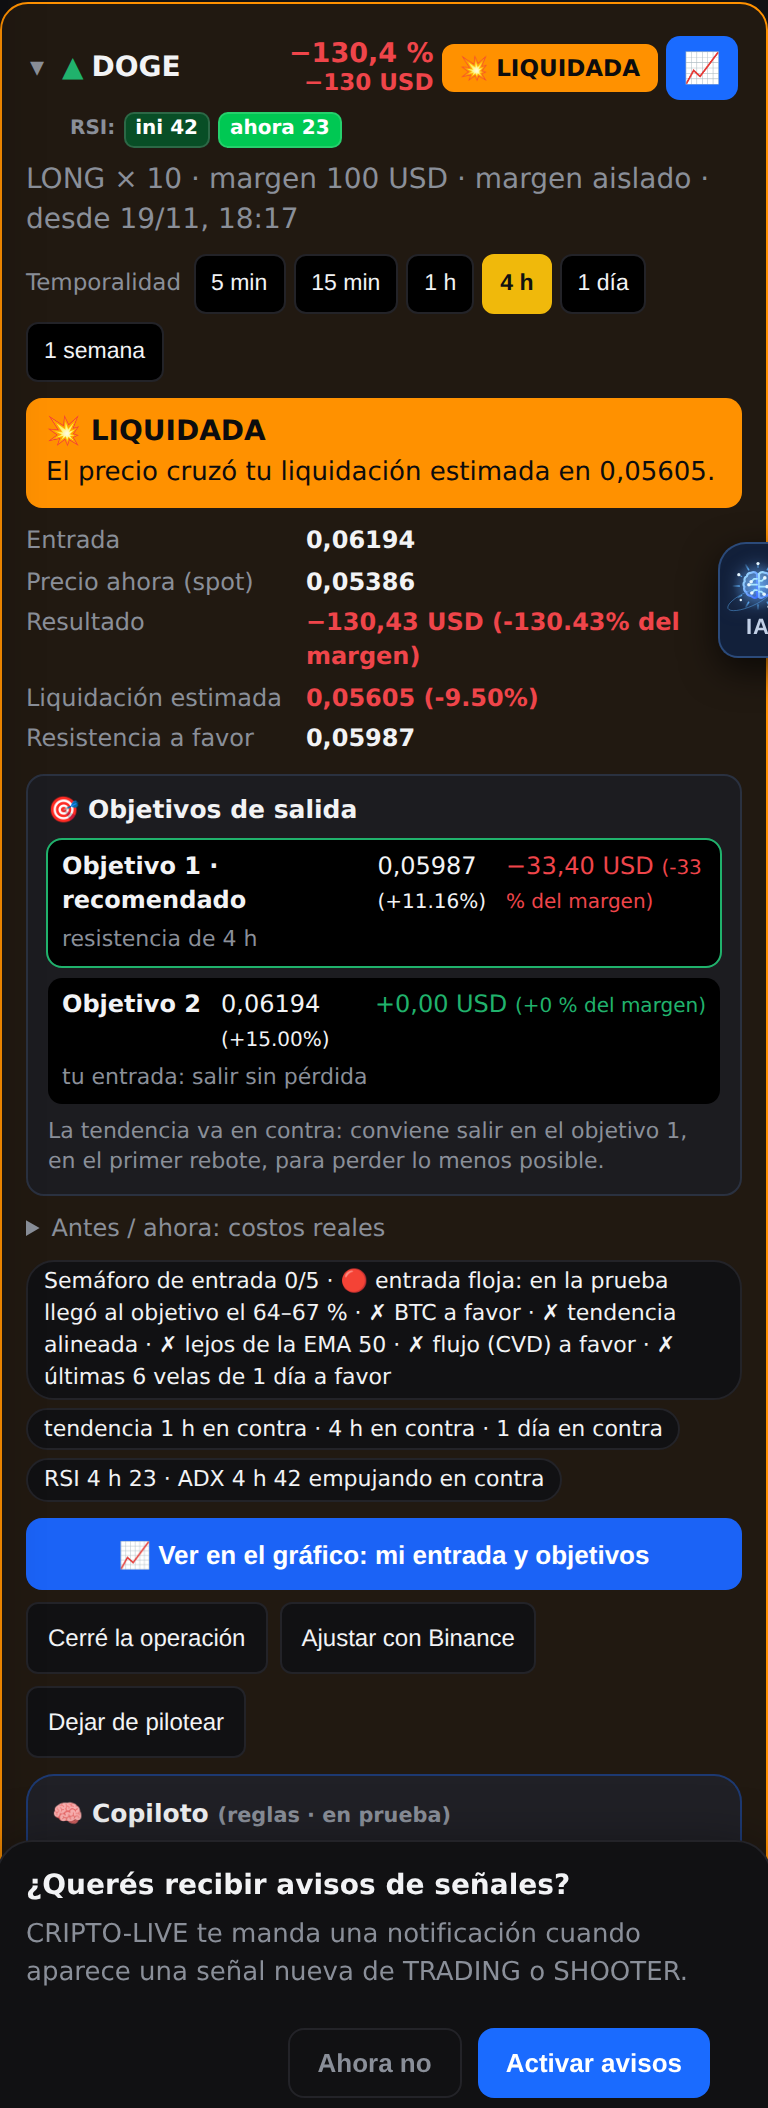 ▼ ▲ DOGE −130,4 % 💥 LIQUIDADA 📈
−130 USD
RSI: ini 42 ahora 23
LONG × 10 · margen 100 USD · margen aislado ·
desde 19/11, 18:17
Temporalidad 5 min 15 min 1 h 4 h 1 día
1 semana
💥 LIQUIDADA
El precio cruzó tu liquidación estimada en 0,05605.
Entrada 0,06194
Precio ahora (spot) 0,05386
Resultado −130,43 USD (-130.43% del
margen)
IA
Liquidación estimada 0,05605 (-9.50%)
Resistencia a favor 0,05987
🎯 Objetivos de salida
Objetivo 1 · 0,05987 −33,40 USD (-33
recomendado (+11.16%) % del margen)
resistencia de 4 h
Objetivo 2 0,06194 +0,00 USD (+0 % del margen)
(+15.00%)
tu entrada: salir sin pérdida
La tendencia va en contra: conviene salir en el objetivo 1,
en el primer rebote, para perder lo menos posible.
▶ Antes / ahora: costos reales
Semáforo de entrada 0/5 · 🔴 entrada floja: en la prueba
llegó al objetivo el 64–67 % · ✗ BTC a favor · ✗ tendencia
alineada · ✗ lejos de la EMA 50 · ✗ flujo (CVD) a favor · ✗
últimas 6 velas de 1 día a favor
tendencia 1 h en contra · 4 h en contra · 1 día en contra
RSI 4 h 23 · ADX 4 h 42 empujando en contra
📈 Ver en el gráfico: mi entrada y objetivos
Cerré la operación Ajustar con Binance
Dejar de pilotear
🧠 Copiloto (reglas · en prueba)
¿Querés recibir avisos de señales?
CRIPTO-LIVE te manda una notificación cuando
aparece una señal nueva de TRADING o SHOOTER.
Ahora no Activar avisos